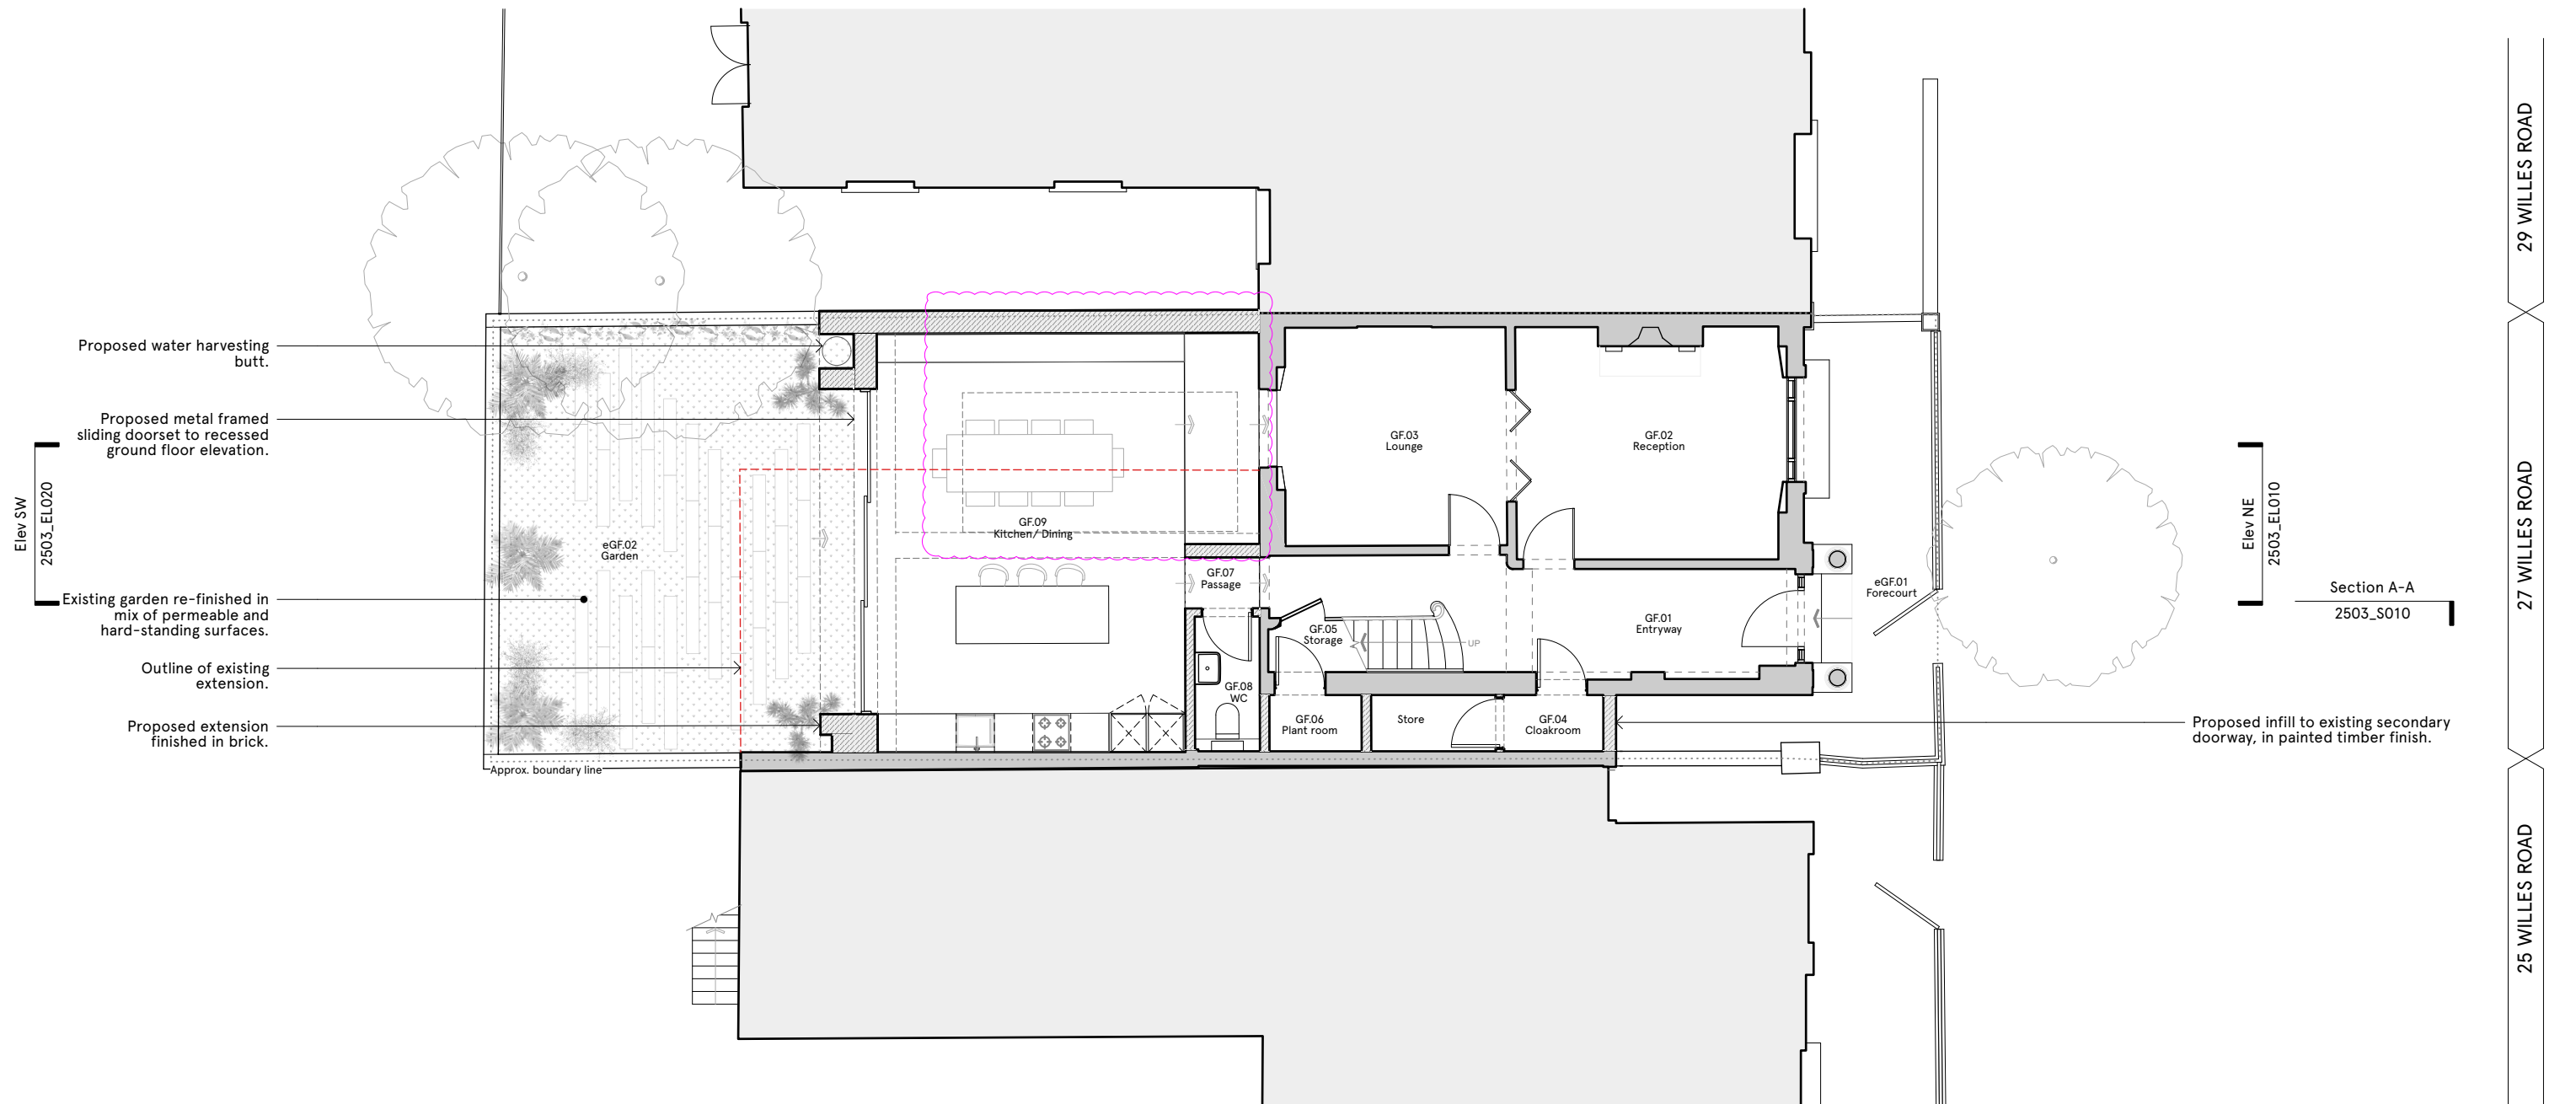 Proposed water harvesting
butt.
Proposed metal framed
sliding doorset to recessed
ground floor elevation.
Elev SW
2503_EL020
Existing garden re-finished in
mix of permeable and
hard-standing surfaces.
Outline of existing
extension.
Proposed extension
finished in brick.
eGF.02
Garden
Approx. boundary line
GF.09
Kitchen/ Dining
GF.07
Passage
GF.08
WC
GF.03
Lounge
GF.02
Reception
GF.05
Storage
UP
GF.01
Entryway
GF.06
Plant room
Store
GF.04
Cloakroom
eGF.01
Forecourt
Elev NE
2503_EL010
Section A-A
2503_S010
Proposed infill to existing secondary
doorway, in painted timber finish.
29 WILLES ROAD
27 WILLES ROAD
25 WILLES ROAD